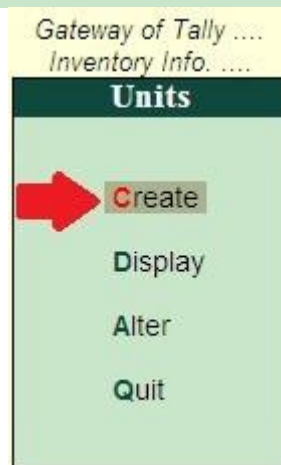 Gateway of Tally ....
Inventory Info. ....
Units
Create
Display
Alter
Quit